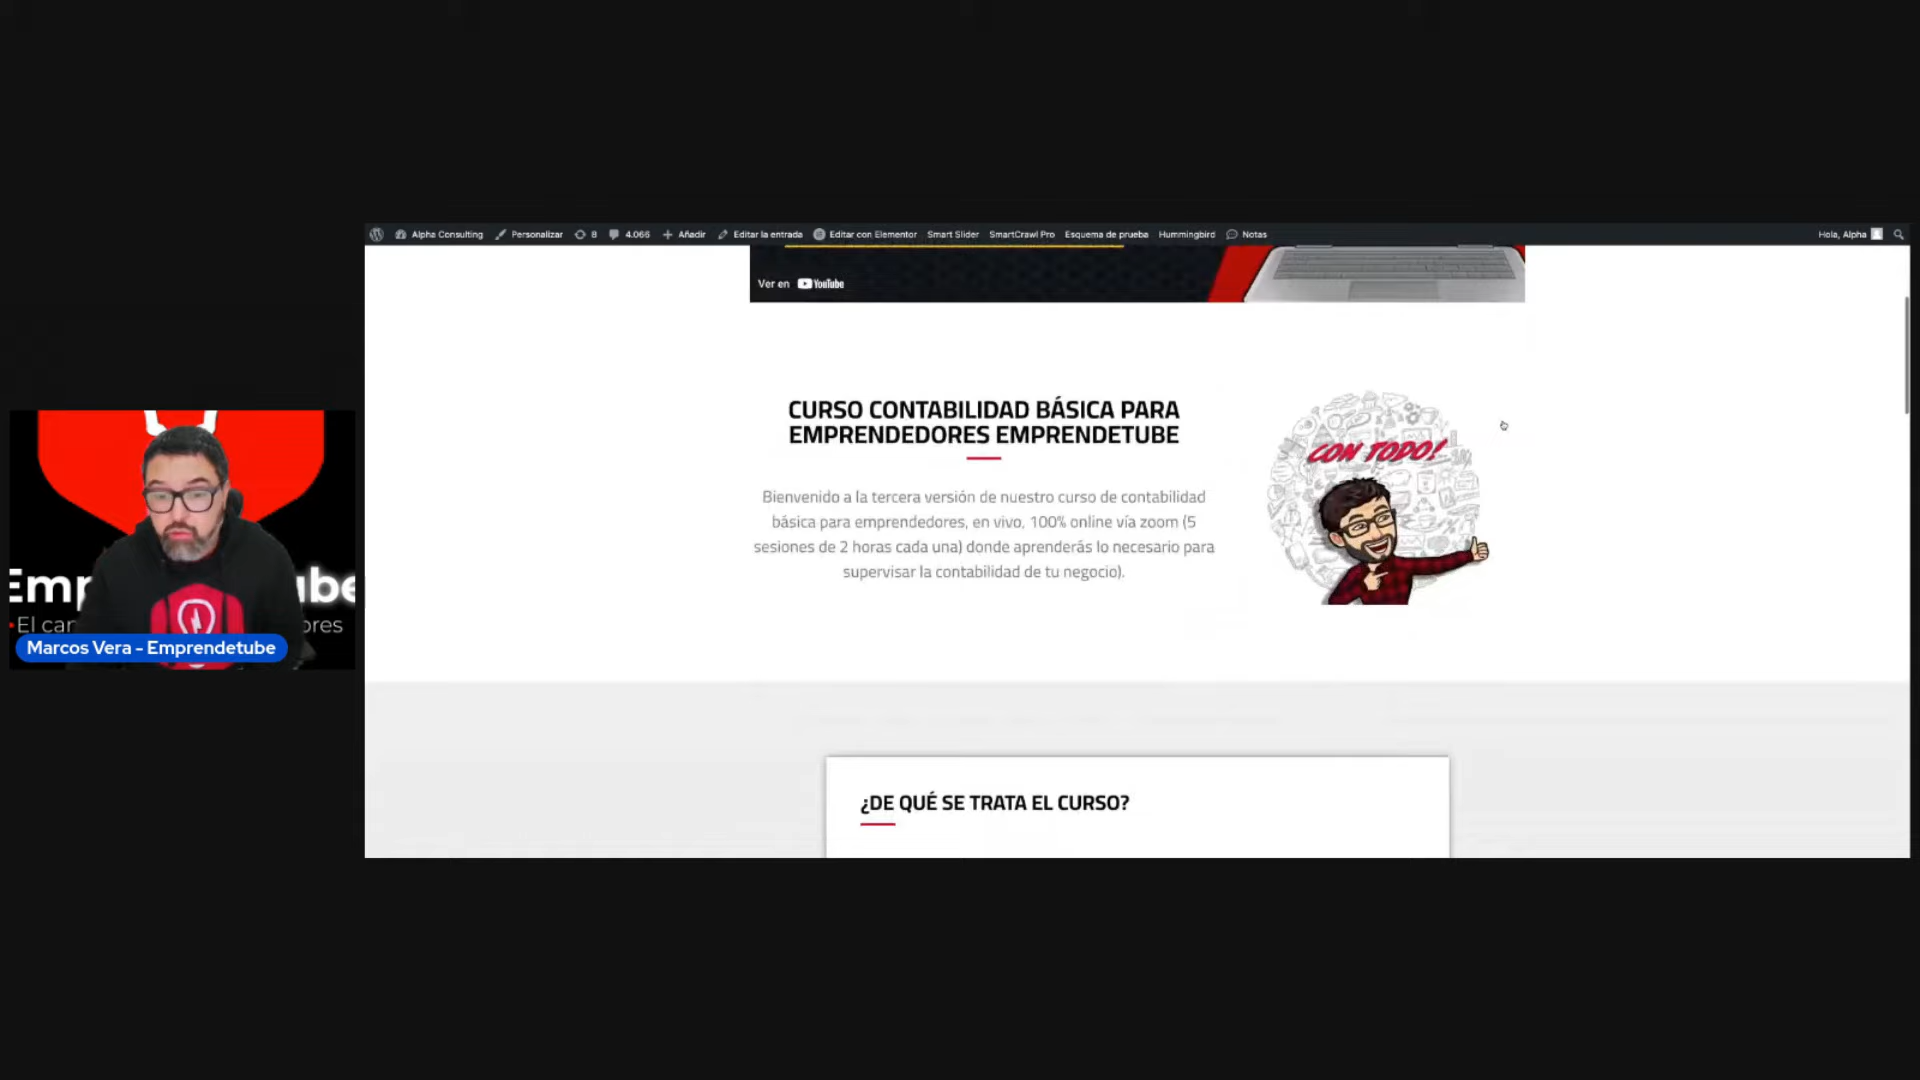 Alpha Consulting Personalizar 8 4.066 Añadir Editar la entrada Editar con Elementor Smart Slider SmartCrawl Pro Esquema de prueba Hummingbird Notas Hola, Alpha
Ver en YouTube
CURSO CONTABILIDAD BÁSICA PARA
EMPRENDEDORES EMPRENDETUBE
Bienvenido a la tercera versión de nuestro curso de contabilidad
básica para emprendedores, en vivo, 100% online vía zoom (5
sesiones de 2 horas cada una) donde aprenderás lo necesario para
supervisar la contabilidad de tu negocio).
CON TODO!
¿DE QUÉ SE TRATA EL CURSO?
Marcos Vera - Emprendetube